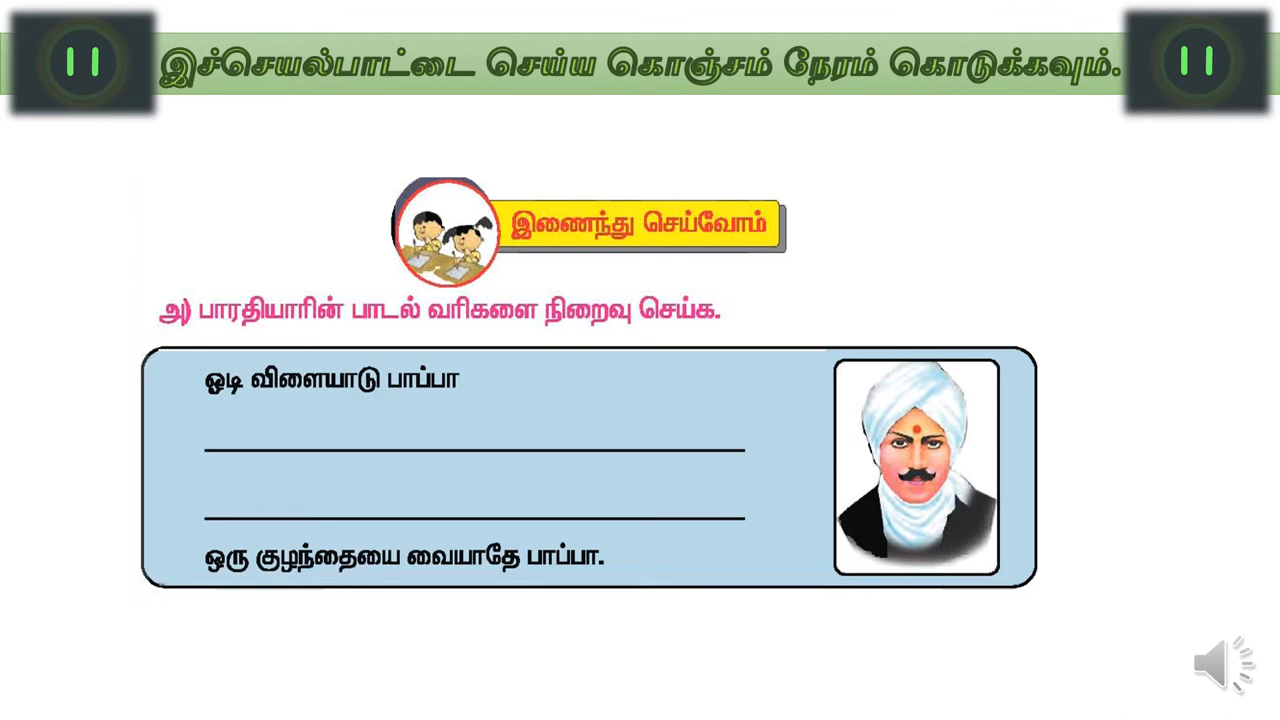 இச்செயல்பாட்டை செய்ய கொஞ்சம் நேரம் கொடுக்கவும்.
இணைந்து செய்வோம்
அ) பாரதியாரின் பாடல் வரிகளை நிறைவு செய்க.
ஓடி விளையாடு பாப்பா
ஒரு குழந்தையை வையாதே பாப்பா.